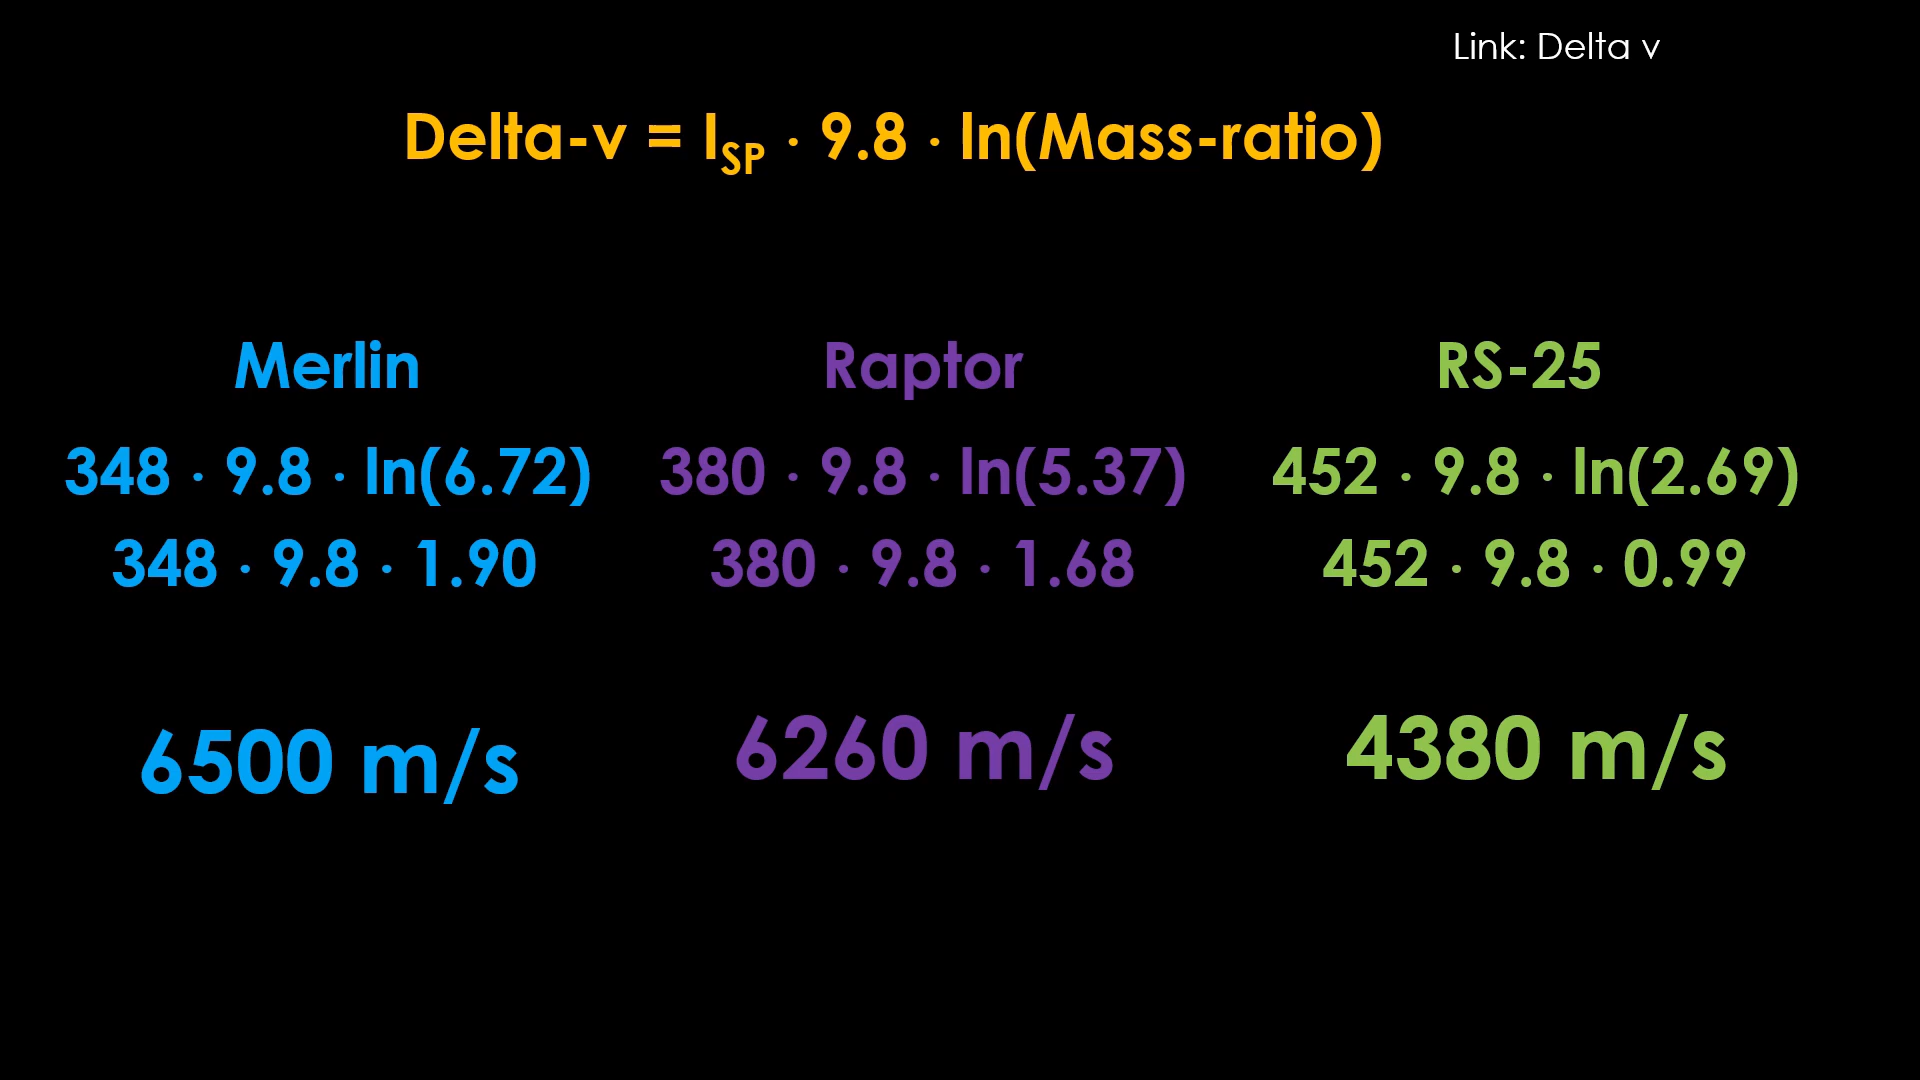 Link: Delta v
Delta-v = ISP · 9.8 · ln(Mass-ratio)
Merlin
Raptor
RS-25
348 · 9.8 · ln(6.72)
380 · 9.8 · ln(5.37)
452 · 9.8 · ln(2.69)
348 · 9.8 · 1.90
380 · 9.8 · 1.68
452 · 9.8 · 0.99
6500 m/s
6260 m/s
4380 m/s